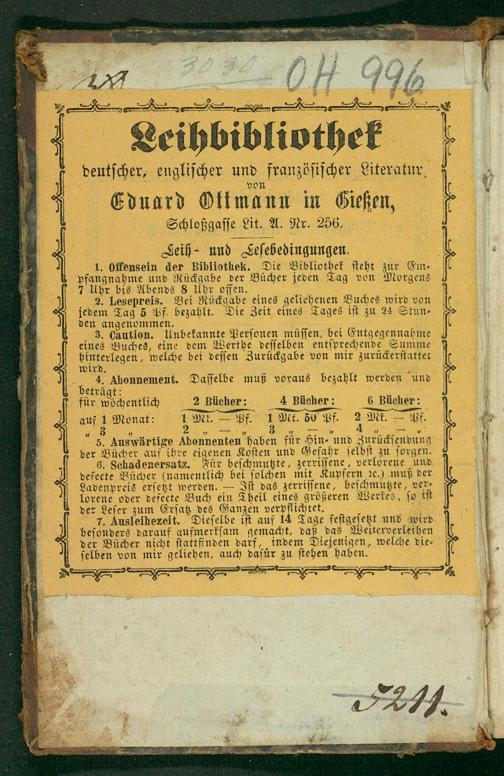 3030
OH 996
Leihbibliothek
deutscher, englischer und französischer Literatur
von
Eduard Ottmann in Gießen,
Schloßgasse Lit. A. Nr. 256.
Leih- und Lesebedingungen.
1. Offensein der Bibliothek. Die Bibliothek steht zur Em-
pfangnahme und Rückgabe der Bücher jeden Tag von Morgens
7 Uhr bis Abends 8 Uhr offen.
2. Lesepreis. Bei Rückgabe eines geliehenen Buches wird von
jedem Tag 5 Pf. bezahlt. Die Zeit eines Tages ist zu 24 Stun-
den angenommen.
3. Caution. Unbekannte Personen müssen, bei Entgegennahme
eines Buches, eine dem Werthe desselben entsprechende Summe
hinterlegen, welche bei dessen Zurückgabe von mir zurückerstattet
wird.
4. Abonnement. Dasselbe muß voraus bezahlt werden und
beträgt:
für wöchentlich 2 Bücher: 4 Bücher: 6 Bücher:
auf 1 Monat: 1 Mk. — Pf. 1 Mk. 50 Pf. 2 Mk. — Pf.
„ 3 „ 2 „ — „ 3 „ — „ 4 „ — „
5. Auswärtige Abonnenten haben für Hin- und Zurücksendung
der Bücher auf ihre eigenen Kosten und Gefahr selbst zu sorgen.
6. Schadenersatz. Für beschmutzte, zerrissene, verlorene und
defecte Bücher (namentlich bei solchen mit Kupfern ꝛc.) muß der
Ladenpreis ersetzt werden. — Ist das zerrissene, beschmutzte, ver-
lorene oder defecte Buch ein Theil eines größeren Werkes, so ist
der Leser zum Ersatz des Ganzen verpflichtet.
7. Ausleihezeit. Dieselbe ist auf 14 Tage festgesetzt und wird
besonders darauf aufmerksam gemacht, daß das Weiterverleihen
der Bücher nicht stattfinden darf, indem Diejenigen, welche die-
selben von mir geliehen, auch dafür zu stehen haben.
5211.